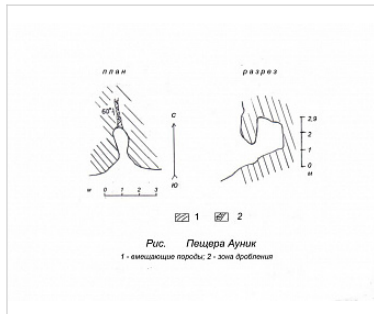 план
разрез
60°
с
ю
2,9
2
1
0
м
м 0 1 2 3
1 2
Рис. Пещера Ауник
1 - вмещающие породы; 2 - зона дробления